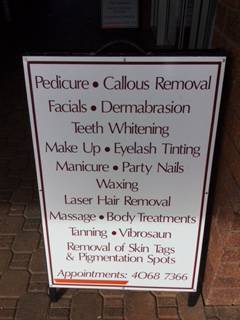 Pedicure • Callous Removal
Facials • Dermabrasion
Teeth Whitening
Make Up • Eyelash Tinting
Manicure • Party Nails
Waxing
Laser Hair Removal
Massage • Body Treatments
Tanning • Vibrosaun
Removal of Skin Tags
& Pigmentation Spots
Appointments: 4068 7366